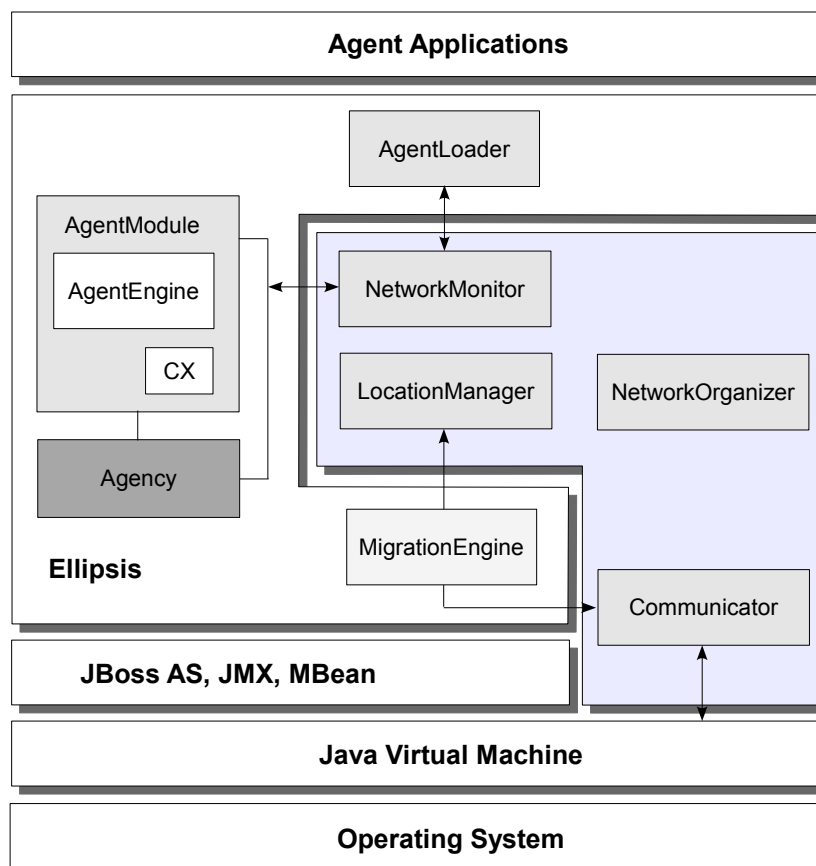 Agent Applications
AgentLoader
AgentModule
AgentEngine
NetworkMonitor
CX
LocationManager
NetworkOrganizer
Agency
MigrationEngine
Ellipsis
Communicator
JBoss AS, JMX, MBean
Java Virtual Machine
Operating System